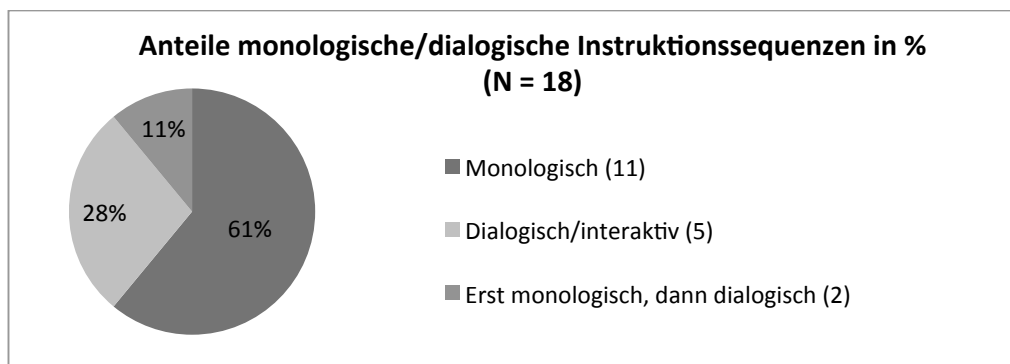 Anteile monologische/dialogische Instruktionssequenzen in %
(N = 18)
11%
28%
61%
Monologisch (11)
Dialogisch/interaktiv (5)
Erst monologisch, dann dialogisch (2)